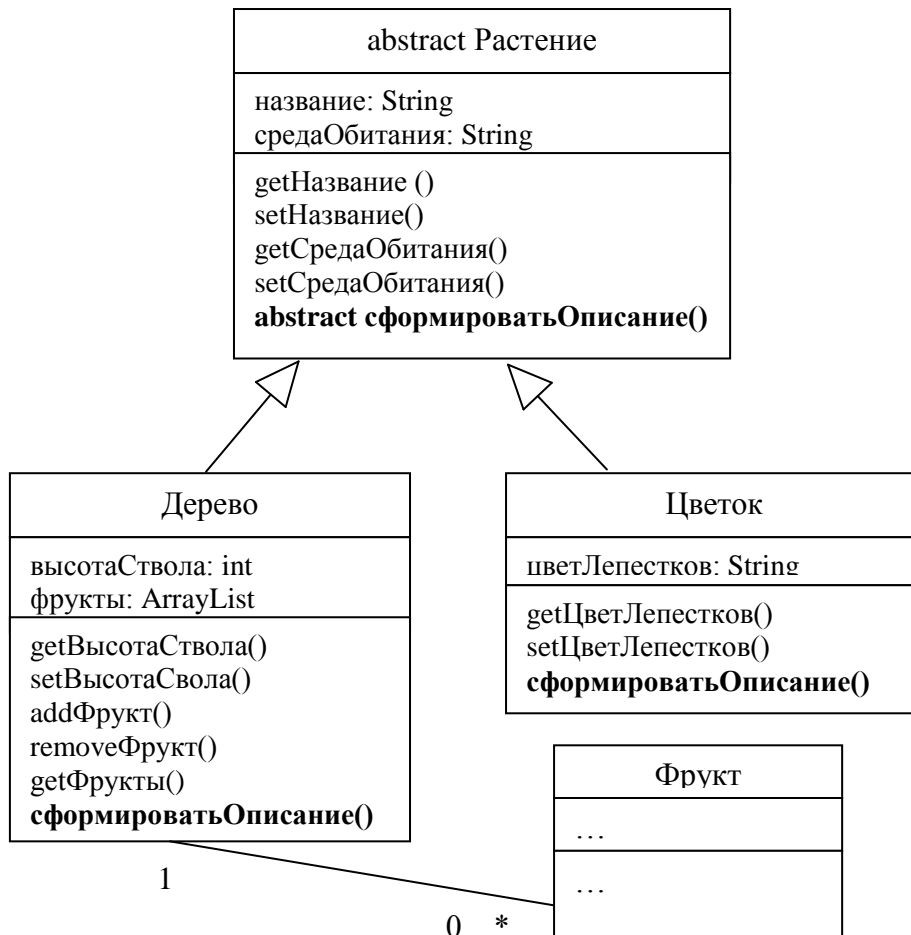 abstract Растение
название: String
средаОбитания: String
getНазвание ()
setНазвание()
getСредаОбитания()
setСредаОбитания()
abstract сформироватьОписание()
Дерево
высотаСтвола: int
фрукты: ArrayList
getВысотаСтвола()
setВысотаСвола()
addФрукт()
removeФрукт()
getФрукты()
сформироватьОписание()
Цветок
цветЛепестков: String
getЦветЛепестков()
setЦветЛепестков()
сформироватьОписание()
Фрукт
…
…
1
0 *